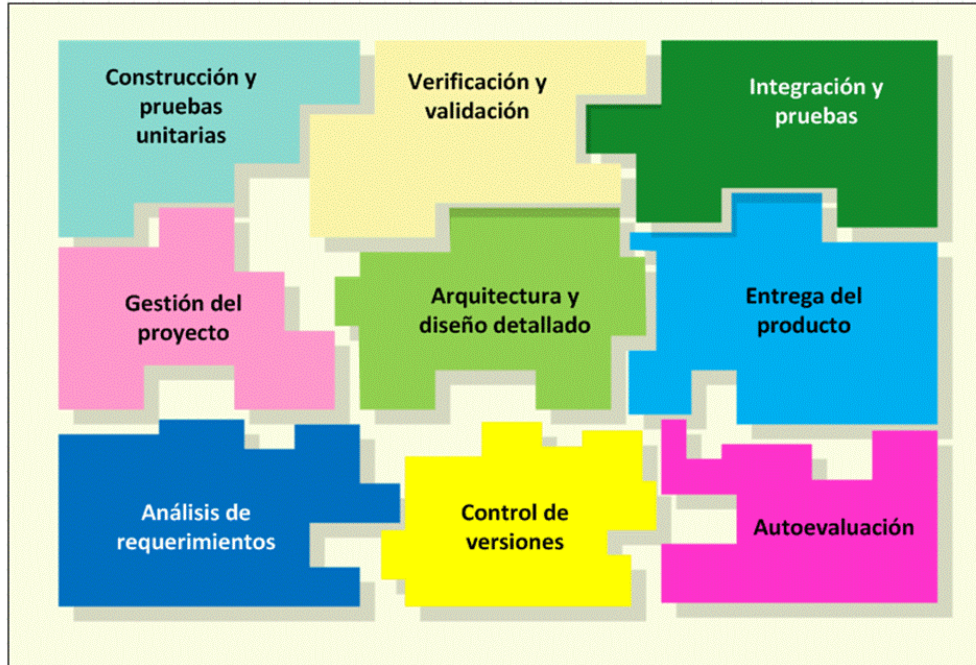 Construcción y
pruebas
unitarias
Verificación y
validación
Integración y
pruebas
Gestión del
proyecto
Arquitectura y
diseño detallado
Entrega del
producto
Análisis de
requerimientos
Control de
versiones
Autoevaluación